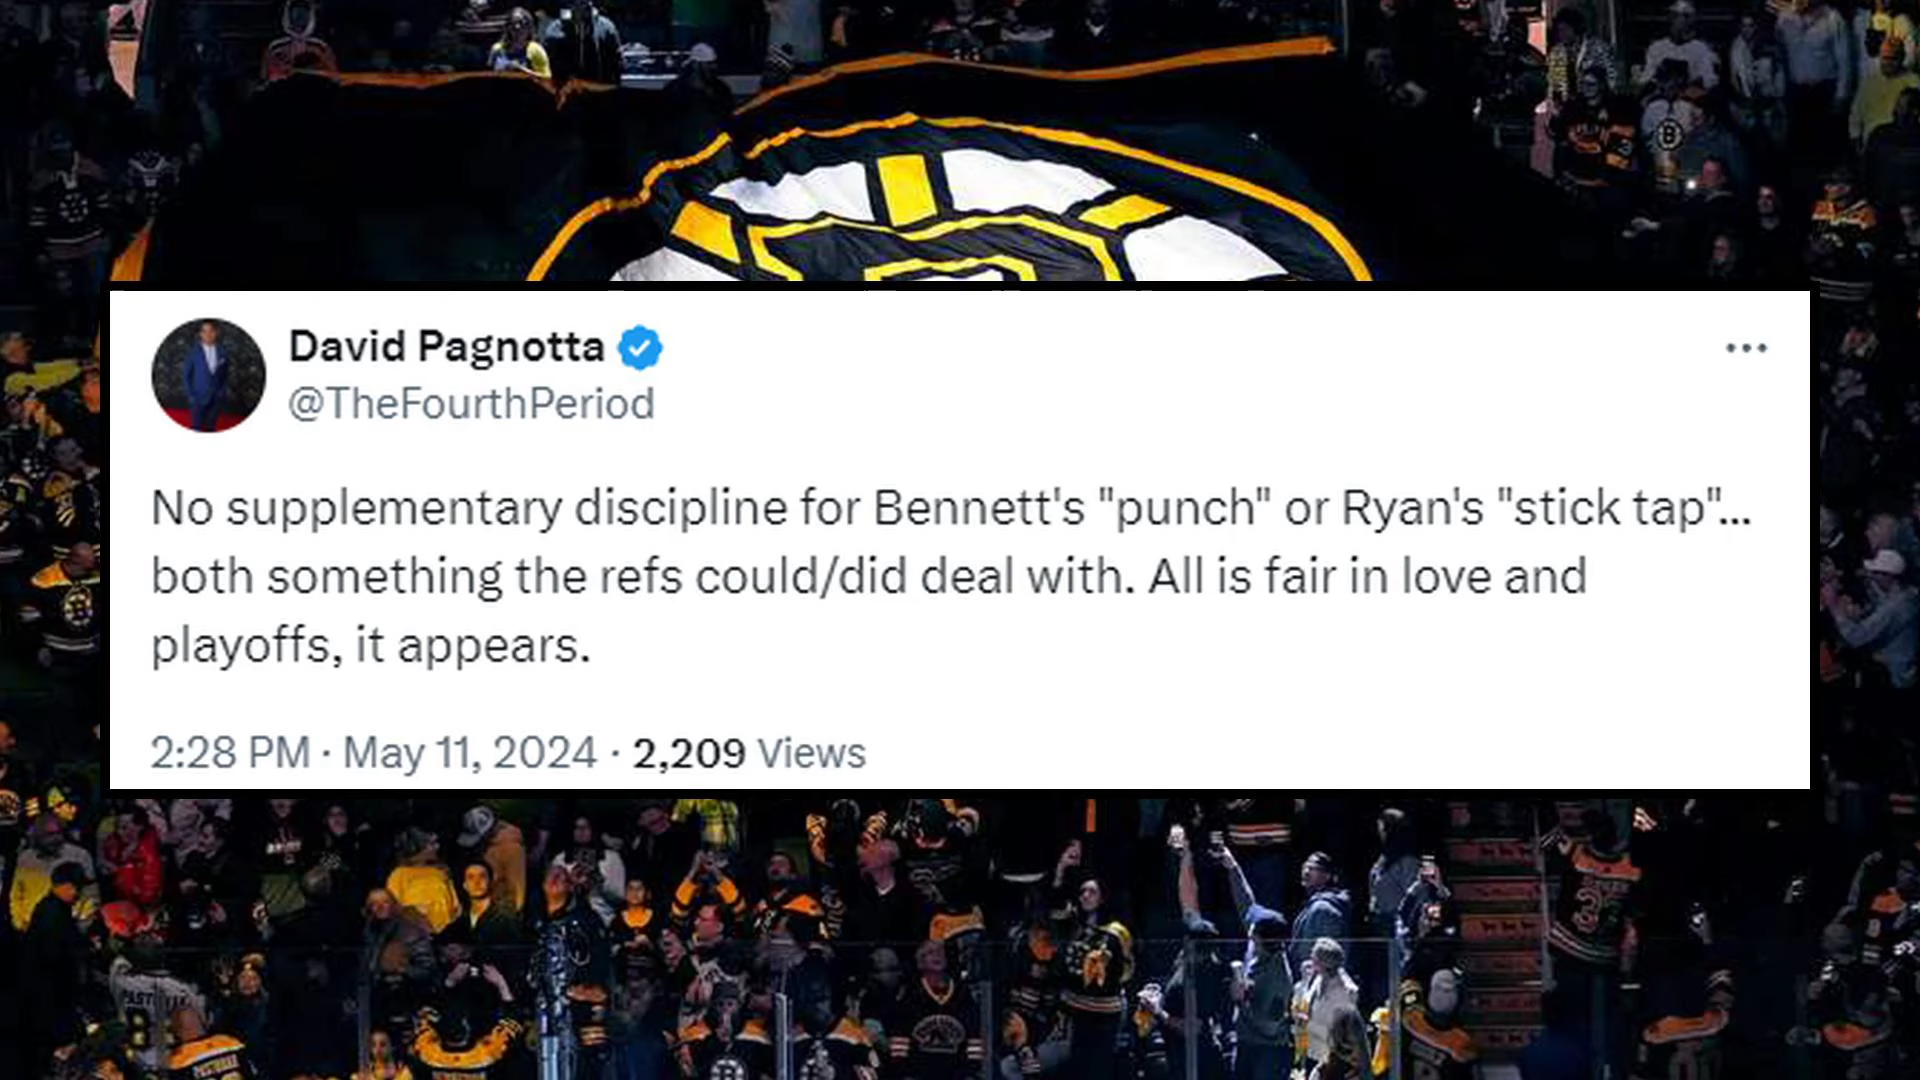 David Pagnotta
@TheFourthPeriod
No supplementary discipline for Bennett's "punch" or Ryan's "stick tap"...
both something the refs could/did deal with. All is fair in love and
playoffs, it appears.
2:28 PM · May 11, 2024 · 2,209 Views